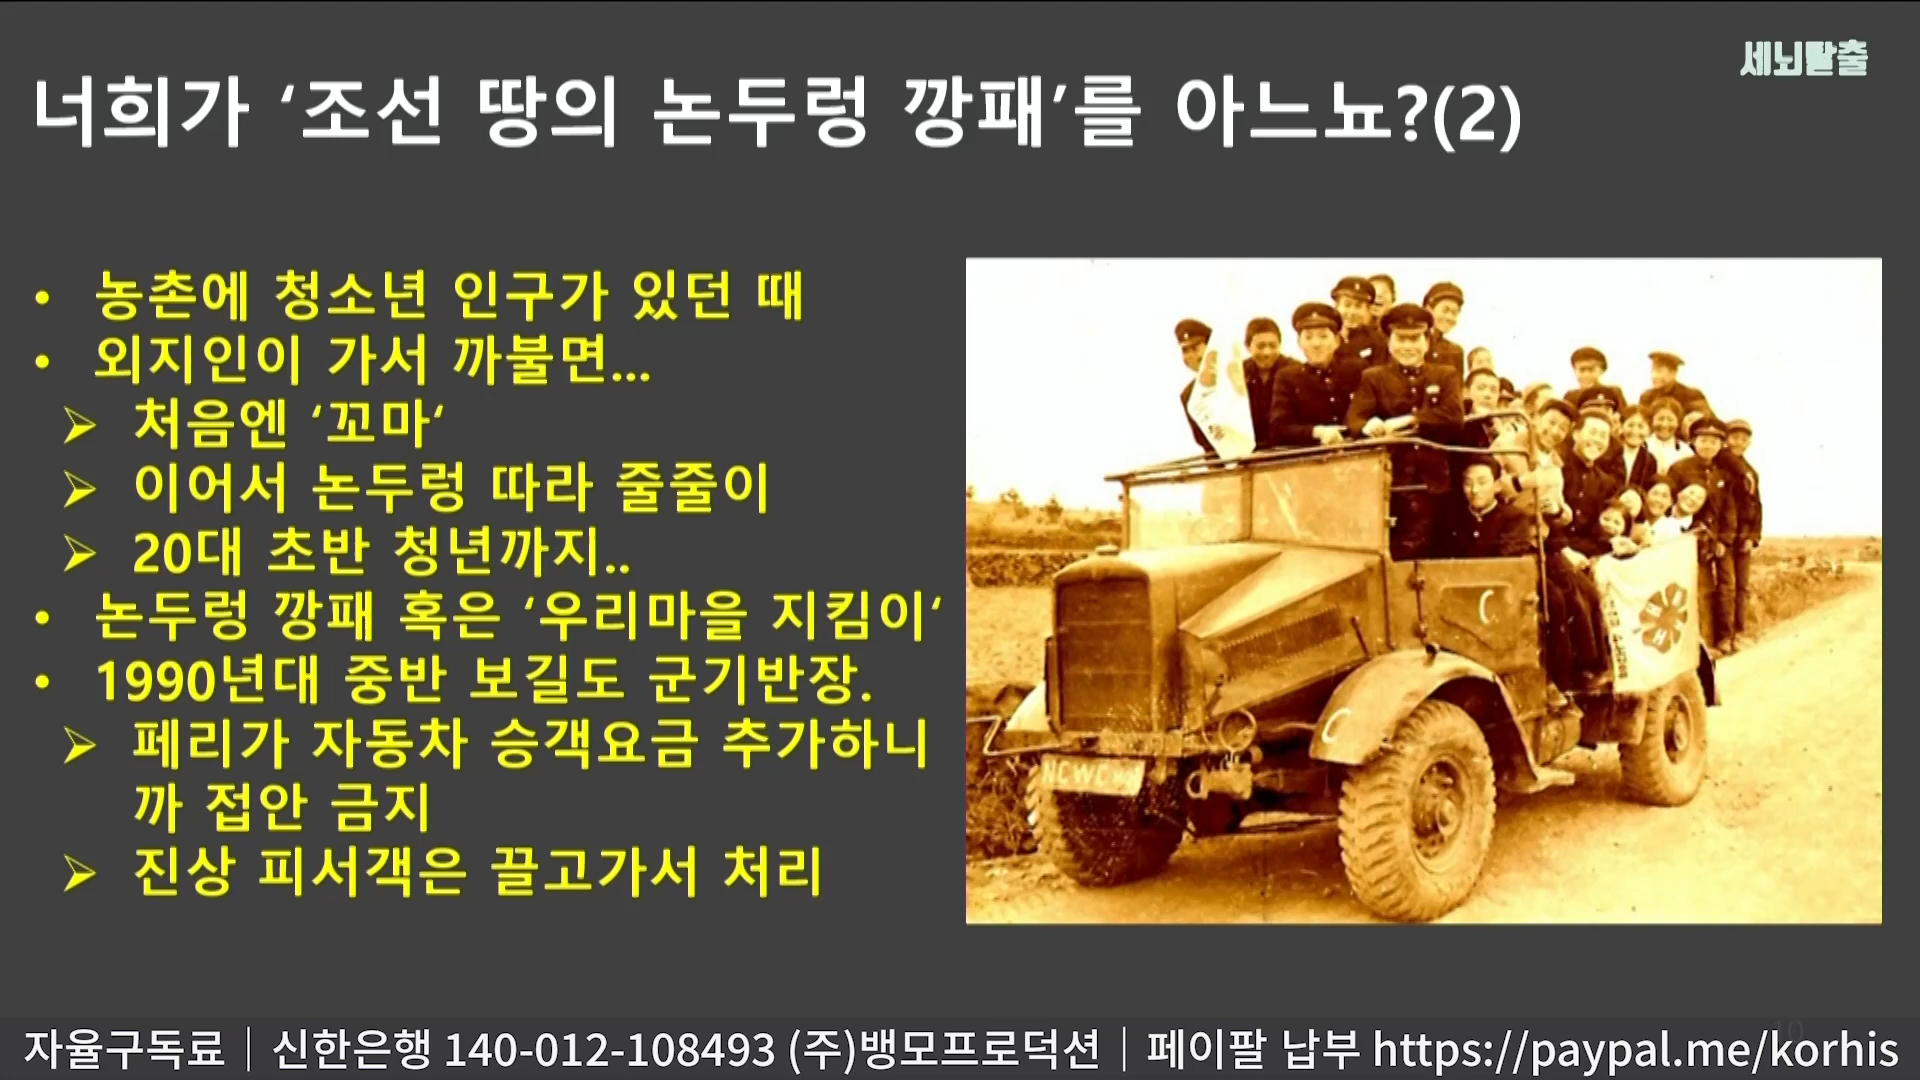 세뇌탈출
너희가 ‘조선 땅의 논두렁 깡패’를 아느뇨?(2)
• 농촌에 청소년 인구가 있던 때
• 외지인이 가서 까불면...
➢ 처음엔 ‘꼬마‘
➢ 이어서 논두렁 따라 줄줄이
➢ 20대 초반 청년까지..
• 논두렁 깡패 혹은 ‘우리마을 지킴이‘
• 1990년대 중반 보길도 군기반장.
➢ 페리가 자동차 승객요금 추가하니
까 접안 금지
➢ 진상 피서객은 끌고가서 처리
C
C
NCWC
H
10
자율구독료｜신한은행 140-012-108493 (주)뱅모프로덕션｜페이팔 납부 https://paypal.me/korhis